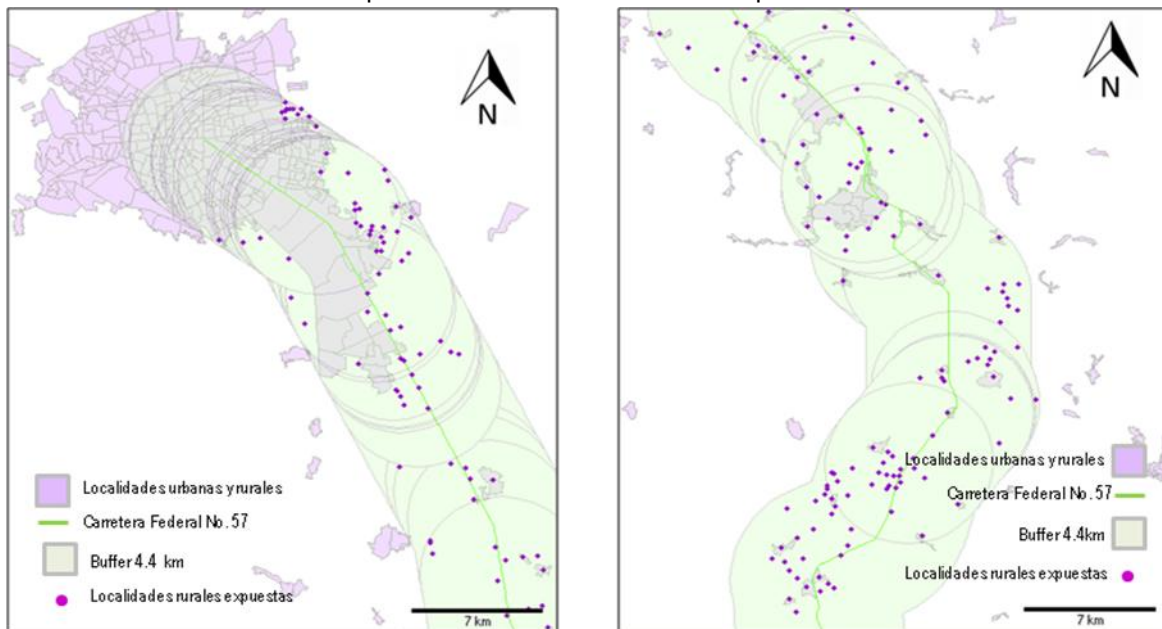 N
Localidades urbanas y rurales
Carretera Federal No. 57
Buffer 4.4 km
Localidades rurales expuestas
7 km
N
Localidades urbanas y rurales
Carretera Federal No. 57
Buffer 4.4km
Localidades rurales expuestas
7 km